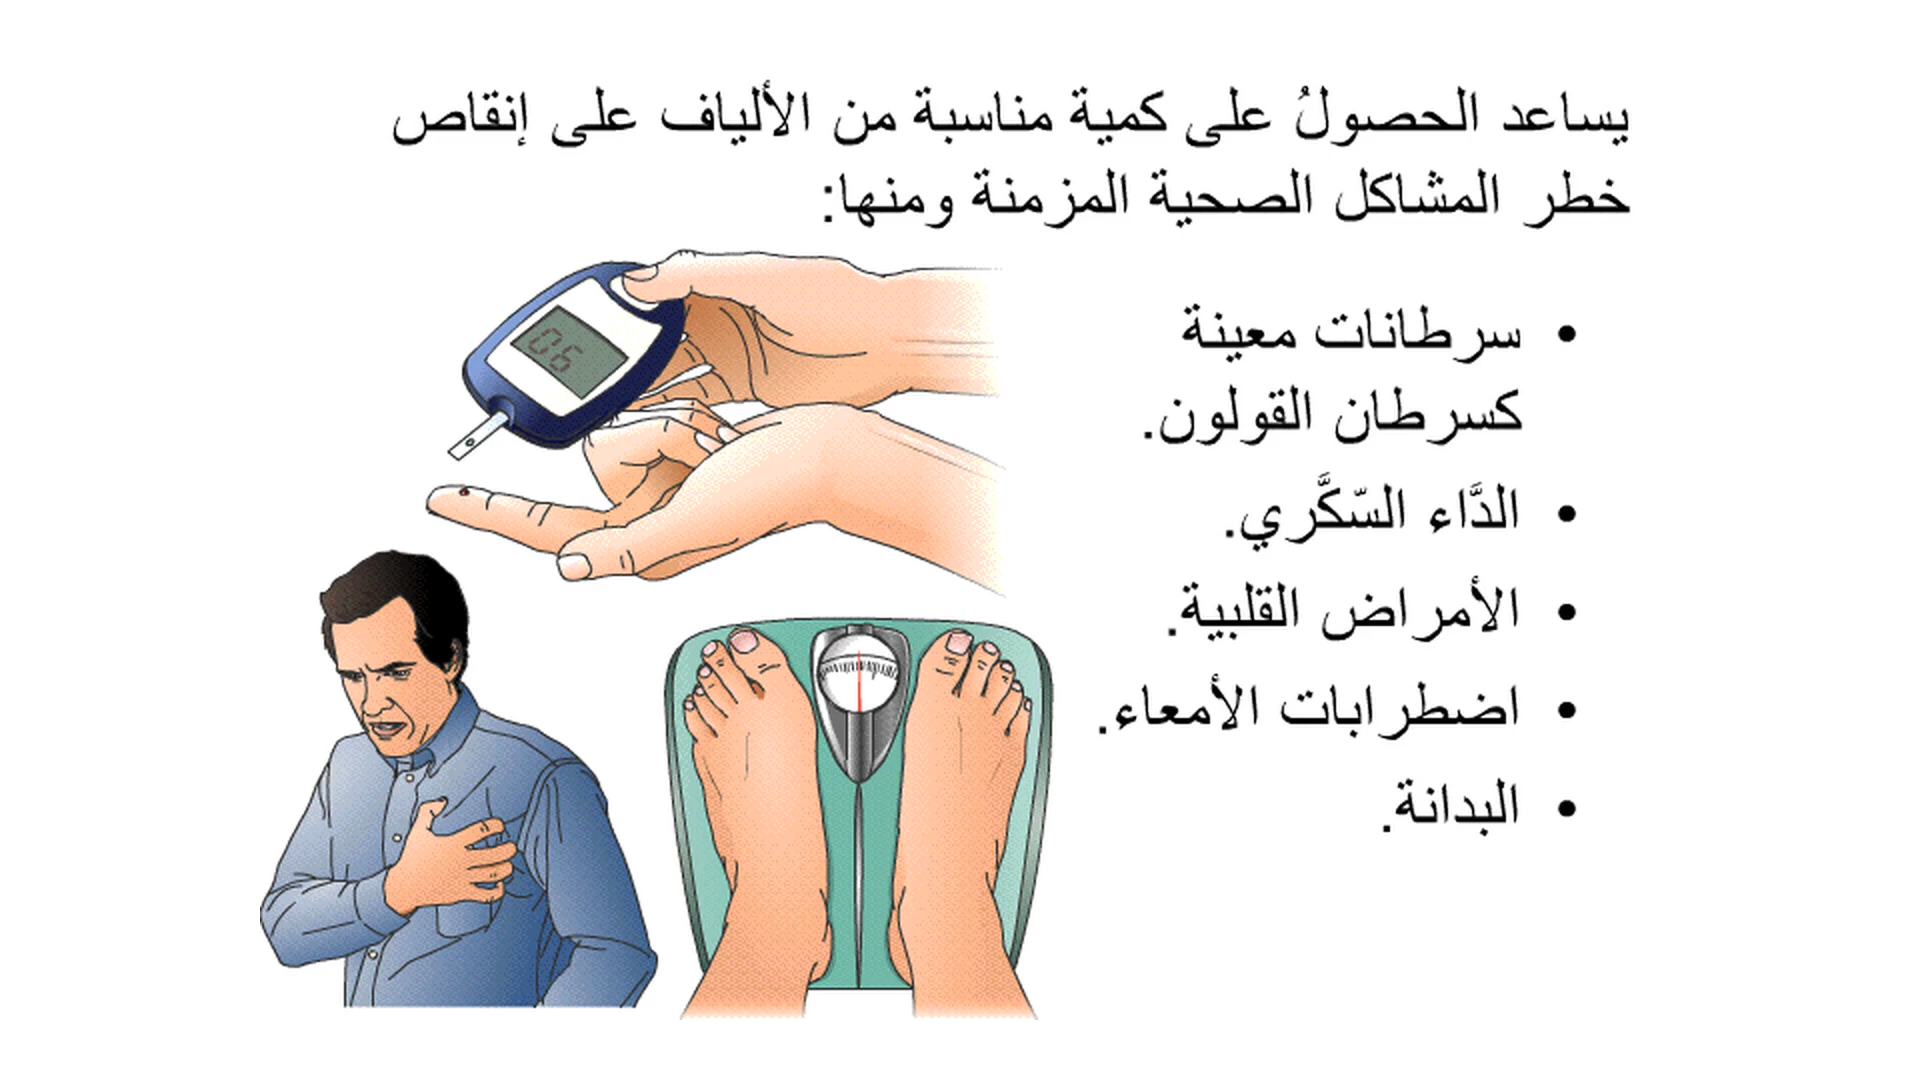 يساعد الحصولُ على كمية مناسبة من الألياف على إنقاص
خطر المشاكل الصحية المزمنة ومنها:
• سرطانات معينة
كسرطان القولون.
• الدَّاء السّكَّري.
• الأمراض القلبية.
• اضطرابات الأمعاء.
• البدانة.
90